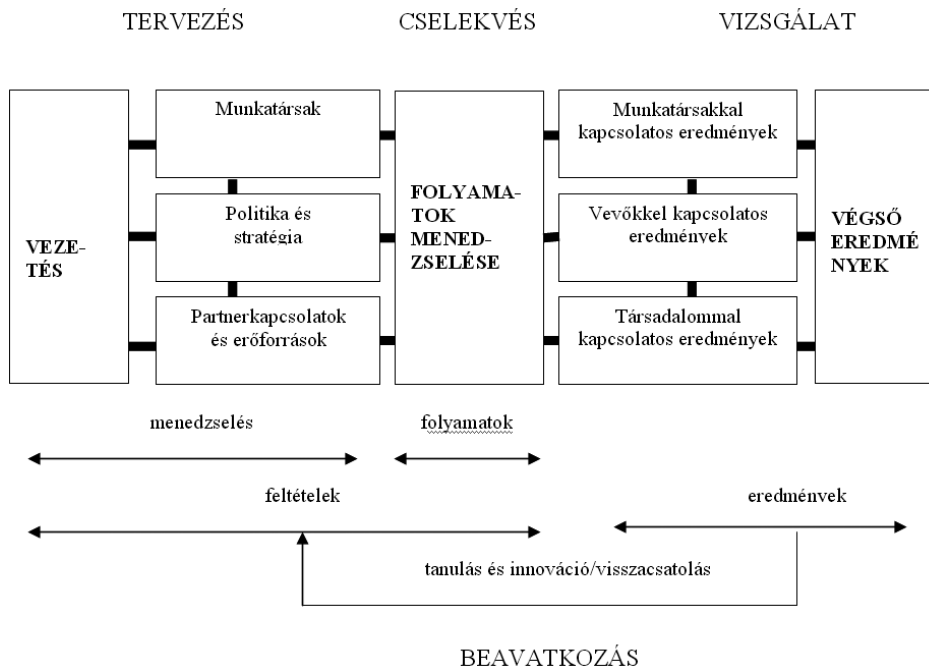 TERVEZÉS
CSELEKVÉS
VIZSGÁLAT
VEZE-
TÉS
Munkatársak
Politika és
stratégia
Partnerkapcsolatok
és erőforrások
FOLYAMA-
TOK
MENED-
ZSELÉSE
Munkatársakkal
kapcsolatos eredmények
Vevőkkel kapcsolatos
eredmények
Társadalommal
kapcsolatos eredmények
VÉGSŐ
EREDMÉ
NYEK
menedzselés
folyamatok
feltételek
eredmények
tanulás és innováció/visszacsatolás
BEAVATKOZÁS